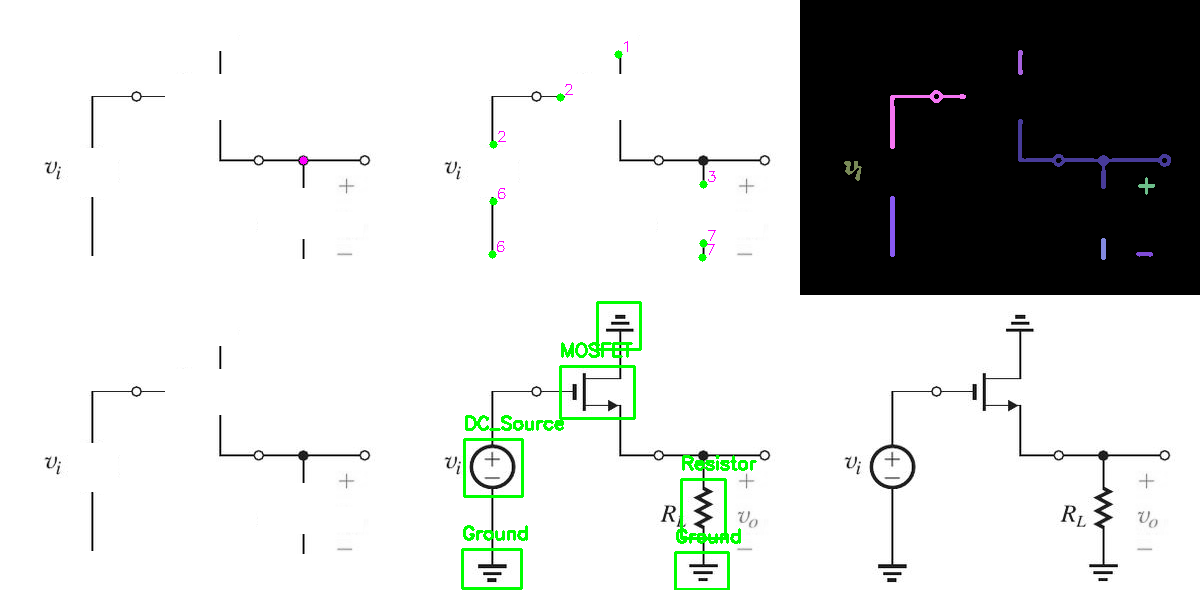 v_i
+
−
1
2
2
v_i
6
3
+
7
6
7
−
v_i
+
−
v_i
+
−
MOSFET
DC_Source
v_i
+
−
Resistor
+
R_L
v_o
Ground
Ground
−
v_i
+
−
+
R_L
v_o
−